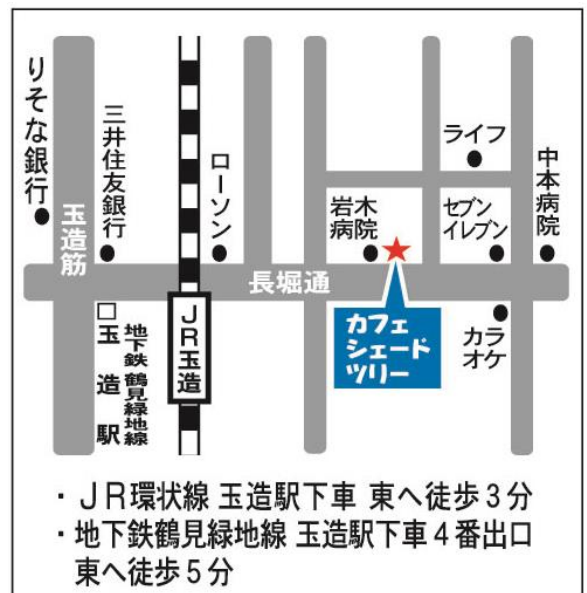 りそな銀行
三井住友銀行
玉造筋
ローソン
岩木
病院
ライフ
セブン
イレブン
中本病院
長堀通
カフェ
シェード
ツリー
カラ
オケ
JR玉造
□玉造駅
地下鉄 鶴見緑地線
・JR環状線 玉造駅下車 東へ徒歩3分
・地下鉄鶴見緑地線 玉造駅下車4番出口
東へ徒歩5分